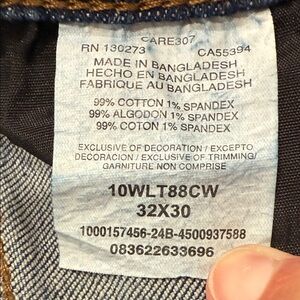 CARE307
RN 130273 CA55394
MADE IN BANGLADESH
HECHO EN BANGLADESH
FABRIQUE AU BANGLADESH
99% COTTON 1% SPANDEX
99% ALGODON 1% SPANDEX
99% COTON 1% SPANDEX
EXCLUSIVE OF DECORATION / EXCEPTO
DECORACION / EXCLUSIVE OF TRIMMING/
GARNITURE NON COMPRISE
10WLT88CW
32X30
1000157456-24B-4500937588
083622633696